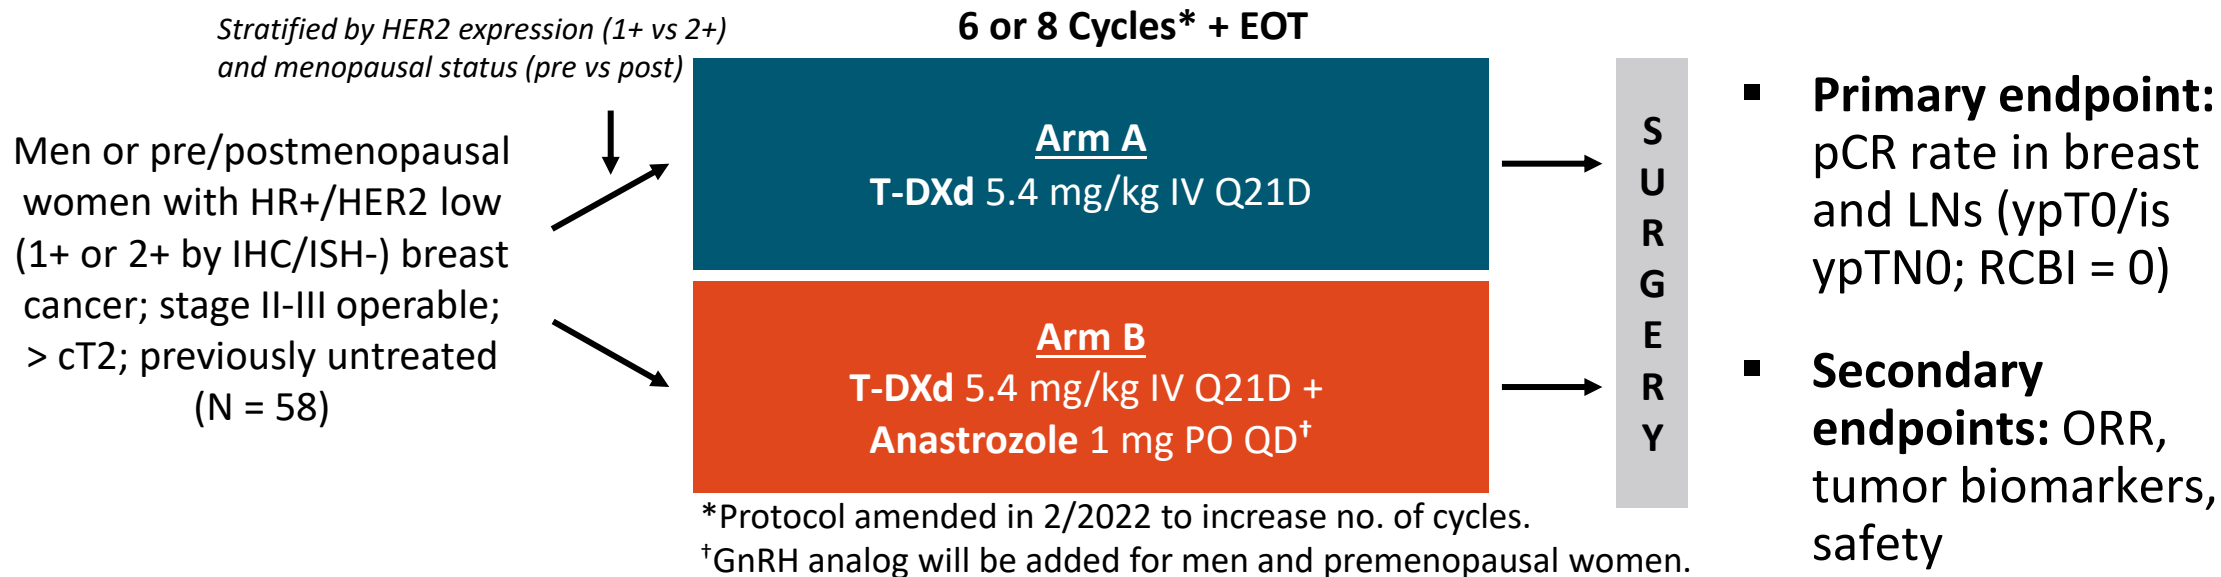 Stratified by HER2 expression (1+ vs 2+)
and menopausal status (pre vs post)
Men or pre/postmenopausal
women with HR+/HER2 low
(1+ or 2+ by IHC/ISH-) breast
cancer; stage II-III operable;
> cT2; previously untreated
(N = 58)
6 or 8 Cycles* + EOT
Arm A
T-DXd 5.4 mg/kg IV Q21D
Arm B
T-DXd 5.4 mg/kg IV Q21D +
Anastrozole 1 mg PO QD†
*Protocol amended in 2/2022 to increase no. of cycles.
†GnRH analog will be added for men and premenopausal women.
S
U
R
G
E
R
Y
▪ Primary endpoint:
pCR rate in breast
and LNs (ypT0/is
ypTN0; RCBI = 0)
▪ Secondary
endpoints: ORR,
tumor biomarkers,
safety